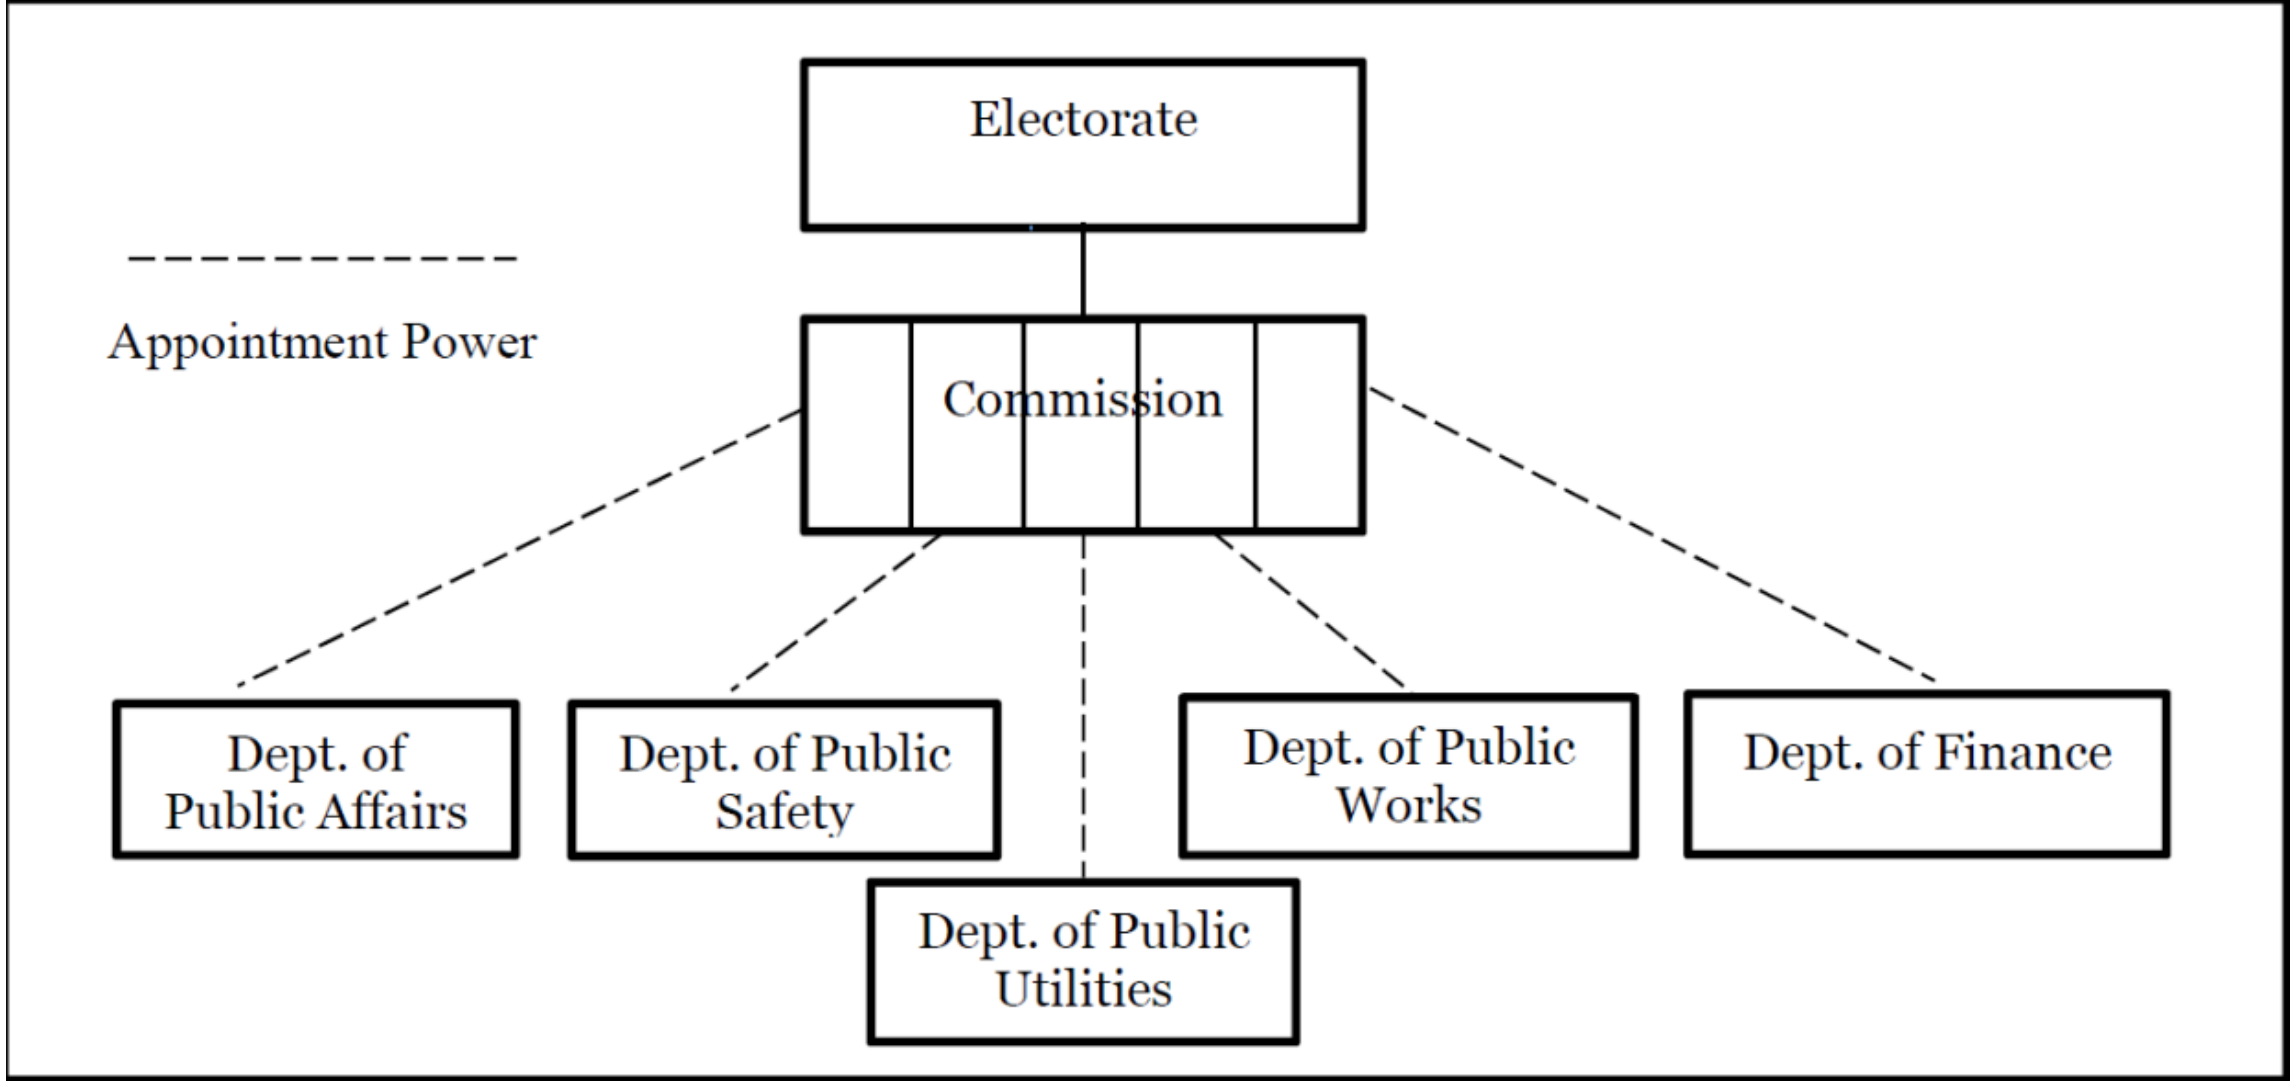 Electorate
Appointment Power
Commission
Dept. of
Public Affairs
Dept. of Public
Safety
Dept. of Public
Utilities
Dept. of Public
Works
Dept. of Finance